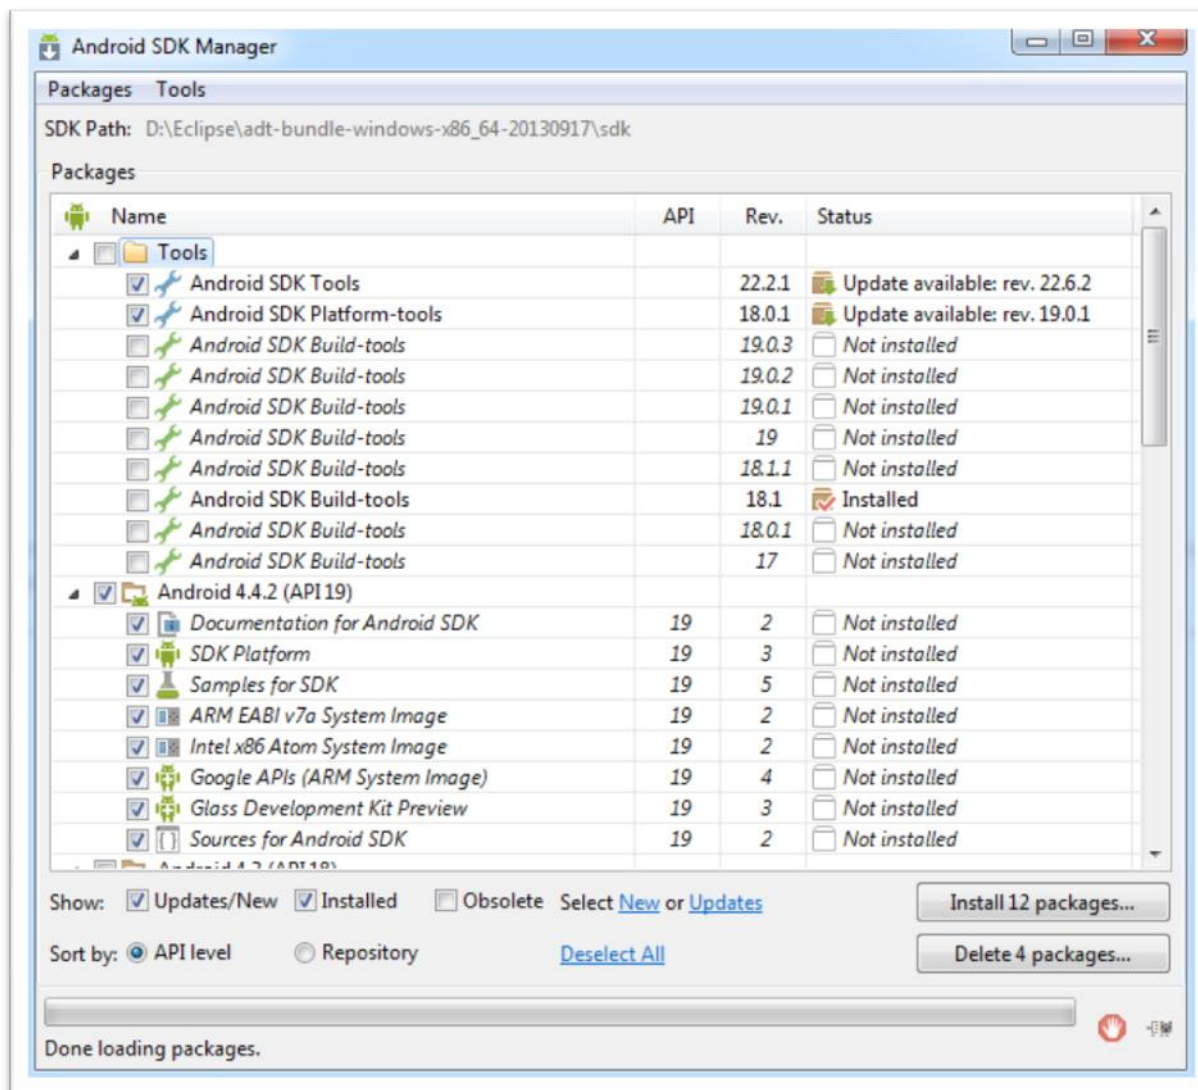 Android SDK Manager
Packages Tools
SDK Path: D:\Eclipse\adt-bundle-windows-x86_64-20130917\sdk
Packages
Name API Rev. Status
Tools
Android SDK Tools 22.2.1 Update available: rev. 22.6.2
Android SDK Platform-tools 18.0.1 Update available: rev. 19.0.1
Android SDK Build-tools 19.0.3 Not installed
Android SDK Build-tools 19.0.2 Not installed
Android SDK Build-tools 19.0.1 Not installed
Android SDK Build-tools 19 Not installed
Android SDK Build-tools 18.1.1 Not installed
Android SDK Build-tools 18.1 Installed
Android SDK Build-tools 18.0.1 Not installed
Android SDK Build-tools 17 Not installed
Android 4.4.2 (API 19)
Documentation for Android SDK 19 2 Not installed
SDK Platform 19 3 Not installed
Samples for SDK 19 5 Not installed
ARM EABI v7a System Image 19 2 Not installed
Intel x86 Atom System Image 19 2 Not installed
Google APIs (ARM System Image) 19 4 Not installed
Glass Development Kit Preview 19 3 Not installed
Sources for Android SDK 19 2 Not installed
Android 4.3 (API 18)
Show: Updates/New Installed Obsolete Select New or Updates Install 12 packages...
Sort by: API level Repository Deselect All Delete 4 packages...
Done loading packages.